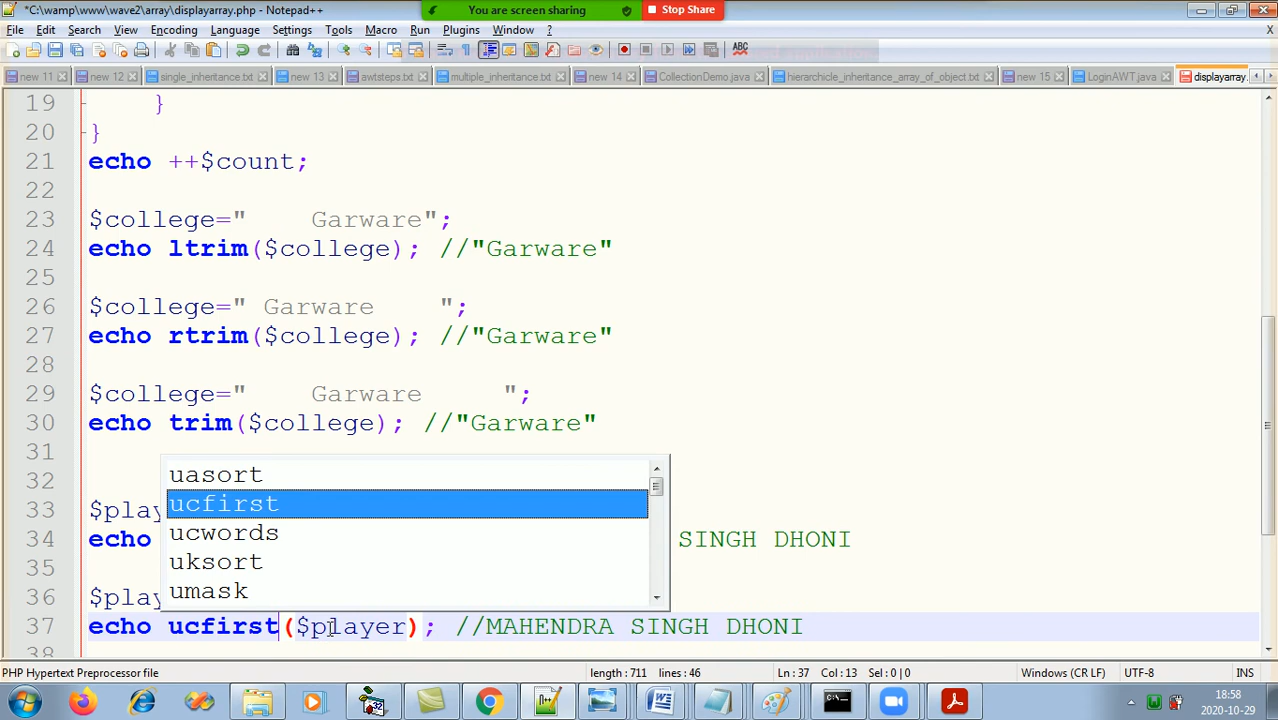 *C:\wamp\www\wave2\array\displayarray.php - Notepad++
You are screen sharing
Stop Share
File Edit Search View Encoding Language Settings Tools Macro Run Plugins Window ? X
new 11 new 12 single_inheritance.txt new 13 awtsteps.txt multiple_inheritance.txt new 14 CollectionDemo.java hierarchicle_inheritance_array_of_object.txt new 15 LoginAWT.java displayarray.
19 }
20 }
21 echo ++$count;
22
23 $college="    Garware";
24 echo ltrim($college); //"Garware"
25
26 $college=" Garware    ";
27 echo rtrim($college); //"Garware"
28
29 $college="    Garware     ";
30 echo trim($college); //"Garware"
31
32
uasort
ucfirst
ucwords
uksort
umask
33 $play
34 echo SINGH DHONI
35
36 $play
37 echo ucfirst($player); //MAHENDRA SINGH DHONI
38
PHP Hypertext Preprocessor file length : 711 lines : 46 Ln : 37 Col : 13 Sel : 0 | 0 Windows (CR LF) UTF-8 INS
18:58
2020-10-29